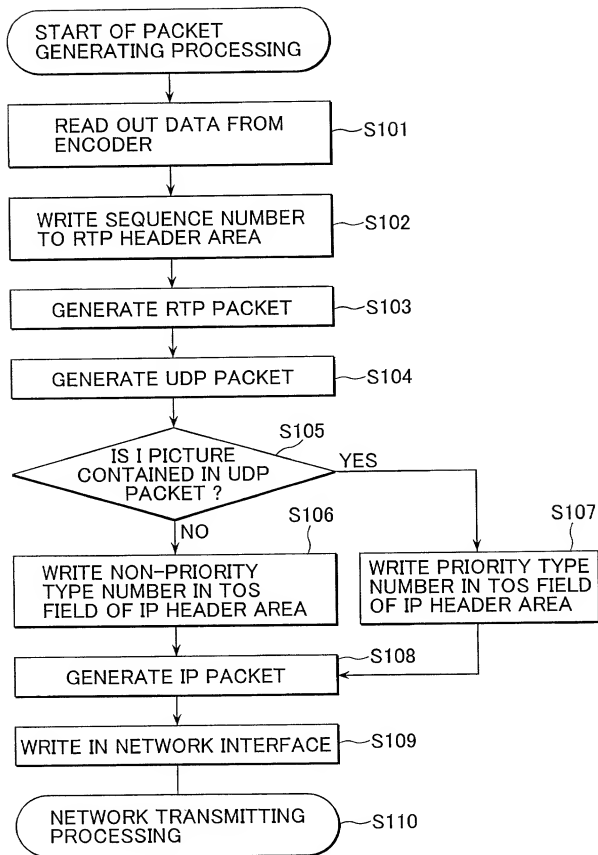 START OF PACKET
GENERATING PROCESSING
READ OUT DATA FROM
ENCODER
S101
WRITE SEQUENCE NUMBER
TO RTP HEADER AREA
S102
GENERATE RTP PACKET
S103
GENERATE UDP PACKET
S104
S105
IS I PICTURE
CONTAINED IN UDP
PACKET ?
YES
NO
S106
WRITE NON-PRIORITY
TYPE NUMBER IN TOS
FIELD OF IP HEADER AREA
S107
WRITE PRIORITY TYPE
NUMBER IN TOS FIELD
OF IP HEADER AREA
GENERATE IP PACKET
S108
WRITE IN NETWORK INTERFACE
S109
NETWORK TRANSMITTING
PROCESSING
S110